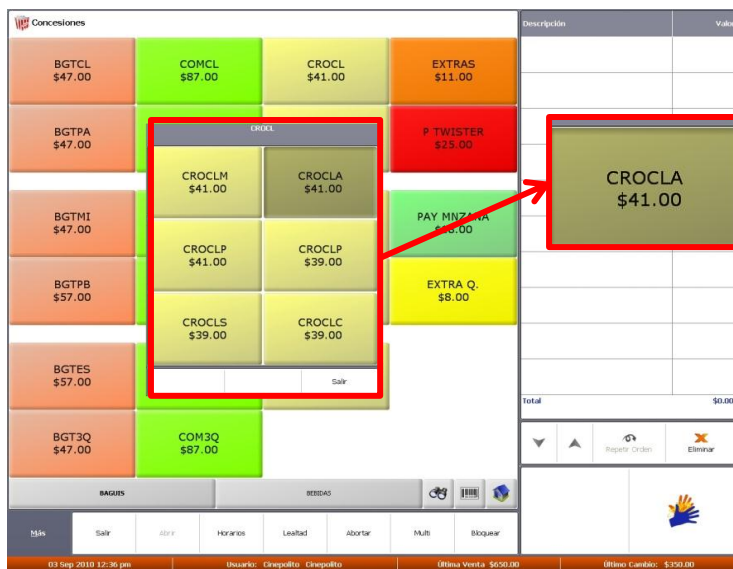 Concesiones
Descripción
Valor
BGTCL
$47.00
COMCL
$87.00
CROCL
$41.00
EXTRAS
$11.00
BGTPA
$47.00
P TWISTER
$25.00
CROCL
CROCLM
$41.00
CROCLA
$41.00
CROCLA
$41.00
BGTMI
$47.00
PAY MNZANA
CROCLP
$41.00
CROCLP
$39.00
BGTPB
$57.00
EXTRA Q.
$8.00
CROCLS
$39.00
CROCLC
$39.00
Salir
BGTES
$57.00
Total
$0.00
BGT3Q
$47.00
COM3Q
$87.00
Repetir Orden
Eliminar
BAGUIS
BEBIDAS
Más
Salir
Abrir
Horarios
Lealtad
Abortar
Multi
Bloquear
03 Sep 2010 12:36 pm
Usuario: Cinepolito Cinepolito
Última Venta $650.00
Último Cambio: $350.00